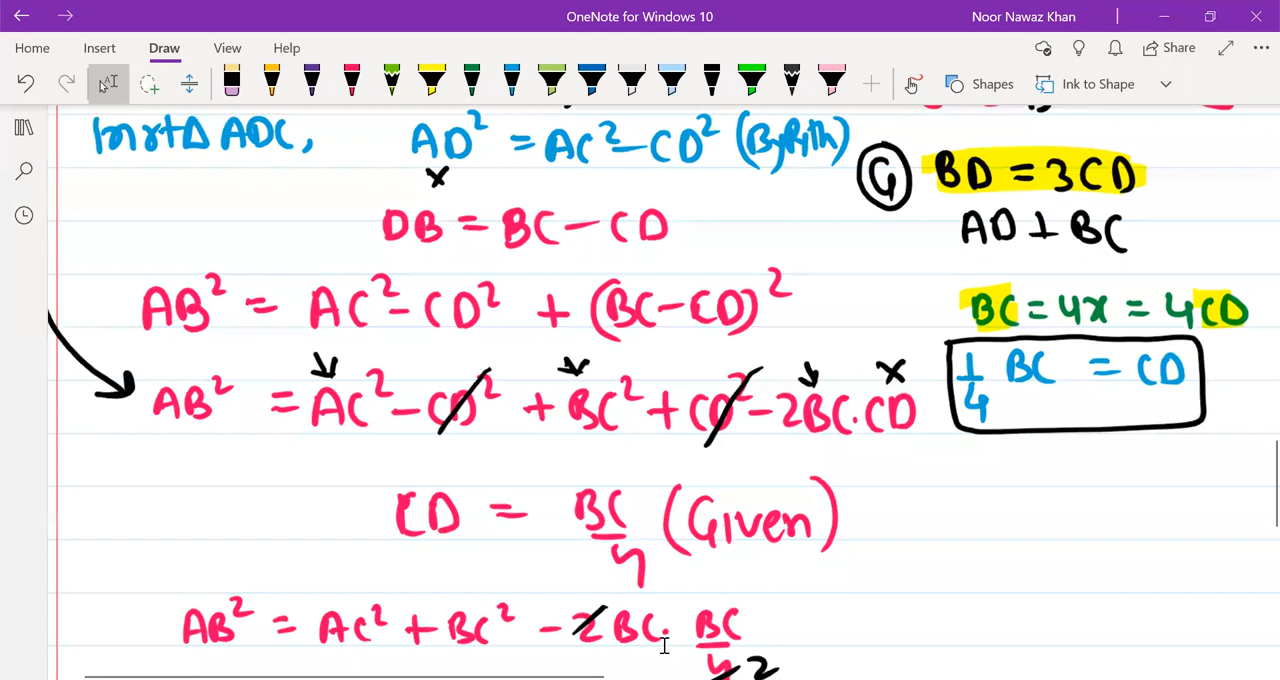 OneNote for Windows 10
Noor Nawaz Khan
Home Insert Draw View Help
Share
Shapes
Ink to Shape
In rt Δ ADC, AD² = AC² - CD² (By Pyth)
x
G BD = 3CD
AD ⊥ BC
DB = BC - CD
AB² = AC² - CD² + (BC - CD)²
BC = 4x = 4CD
1/4 BC = CD
x
AB² = AC² - CD² + BC² + CD² - 2BC.CD
CD = BC/4 (Given)
AB² = AC² + BC² - 2BC. BC/4
2